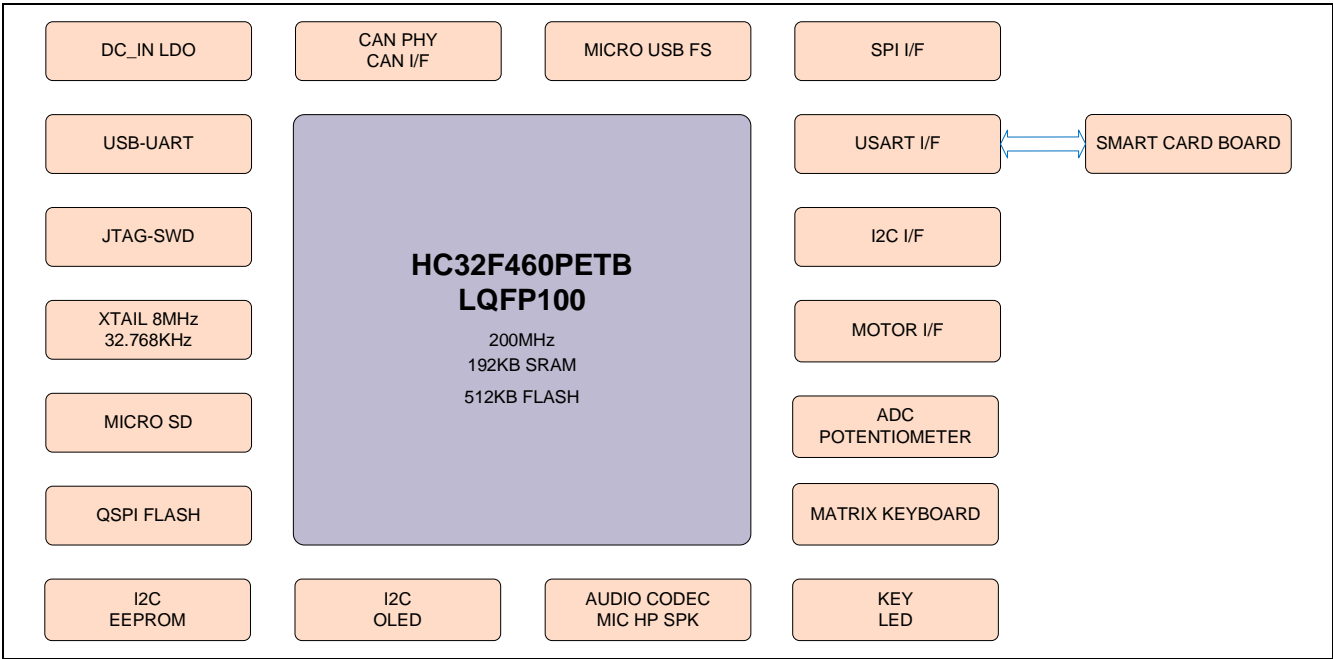 DC_IN LDO
CAN PHY
CAN I/F
MICRO USB FS
SPI I/F
USB-UART
USART I/F
SMART CARD BOARD
JTAG-SWD
I2C I/F
HC32F460PETB
LQFP100
200MHz
192KB SRAM
512KB FLASH
XTAIL 8MHz
32.768KHz
MOTOR I/F
MICRO SD
ADC
POTENTIOMETER
QSPI FLASH
MATRIX KEYBOARD
I2C
EEPROM
I2C
OLED
AUDIO CODEC
MIC HP SPK
KEY
LED